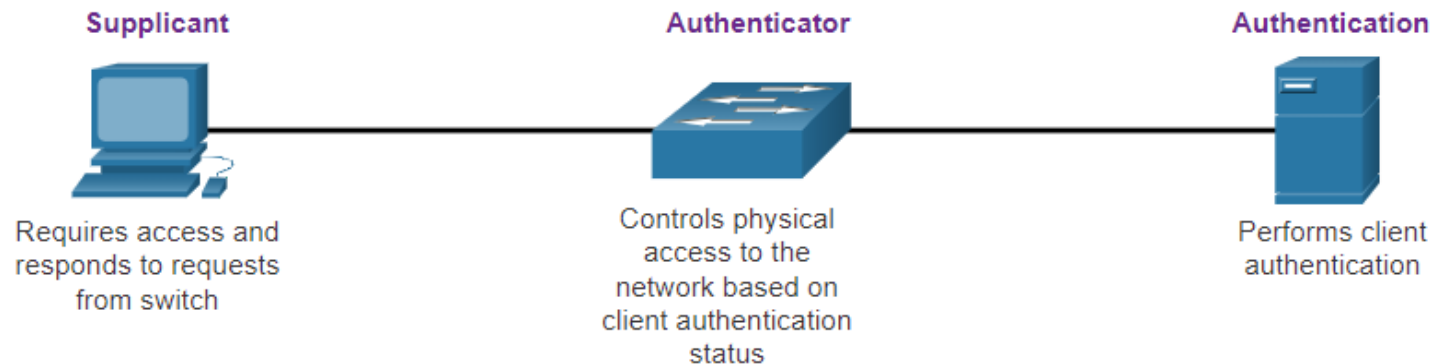 Supplicant
Authenticator
Authentication
Requires access and
responds to requests
from switch
Controls physical
access to the
network based on
client authentication
status
Performs client
authentication